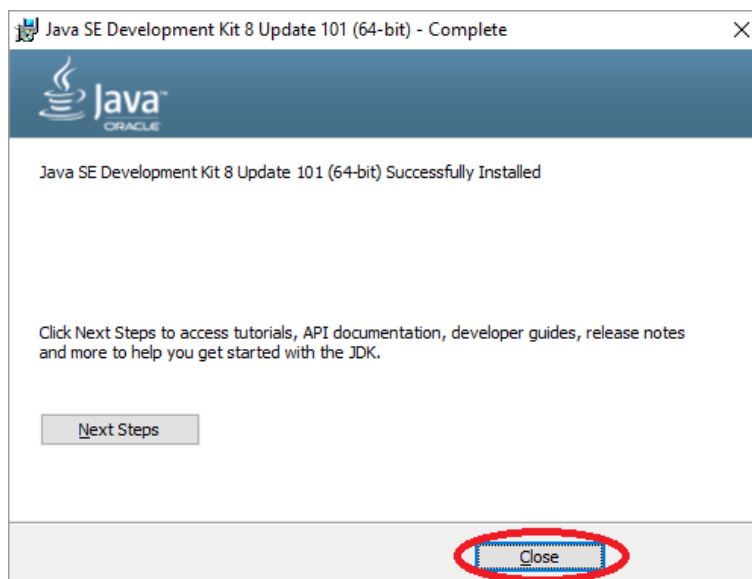 Java SE Development Kit 8 Update 101 (64-bit) - Complete
Java™
ORACLE
Java SE Development Kit 8 Update 101 (64-bit) Successfully Installed
Click Next Steps to access tutorials, API documentation, developer guides, release notes
and more to help you get started with the JDK.
Next Steps
Close